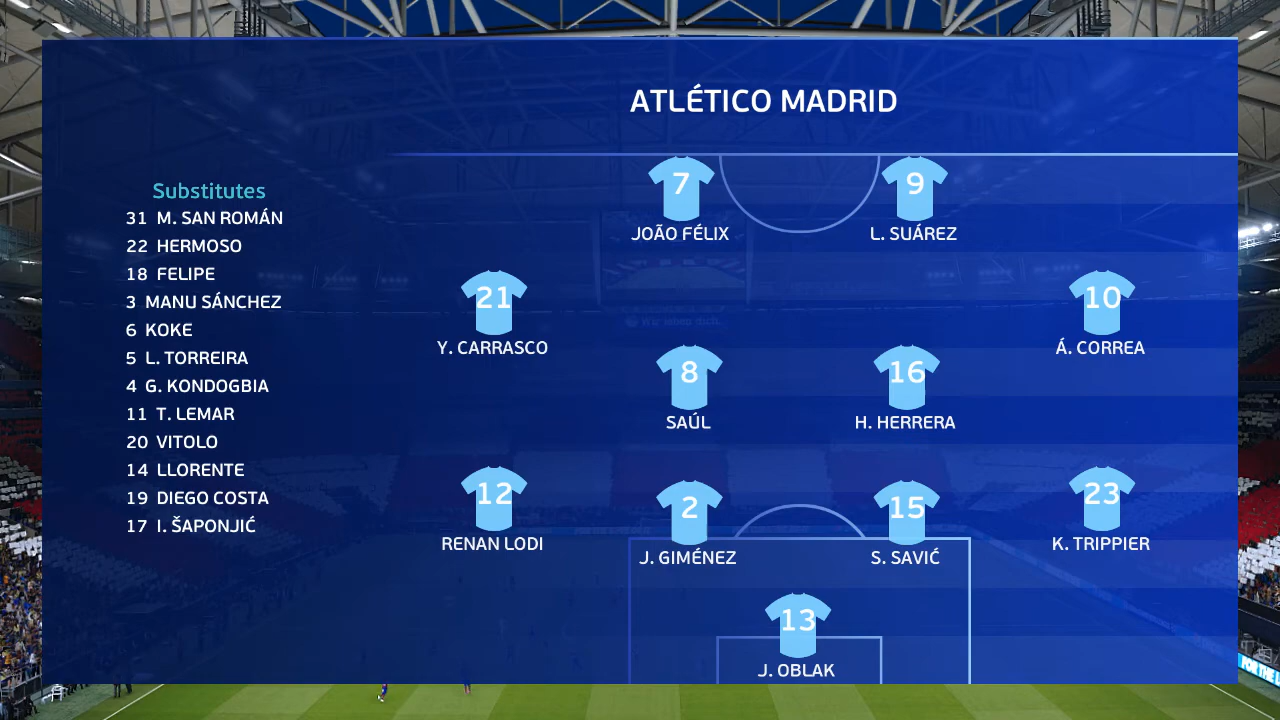 ATLÉTICO MADRID
Substitutes
31 M. SAN ROMÁN
22 HERMOSO
18 FELIPE
3 MANU SÁNCHEZ
6 KOKE
5 L. TORREIRA
4 G. KONDOGBIA
11 T. LEMAR
20 VITOLO
14 LLORENTE
19 DIEGO COSTA
17 I. ŠAPONJIĆ
7
JOÃO FÉLIX
9
L. SUÁREZ
21
Y. CARRASCO
10
Á. CORREA
8
SAÚL
16
H. HERRERA
12
RENAN LODI
2
J. GIMÉNEZ
15
S. SAVIĆ
23
K. TRIPPIER
13
J. OBLAK
FOR THE